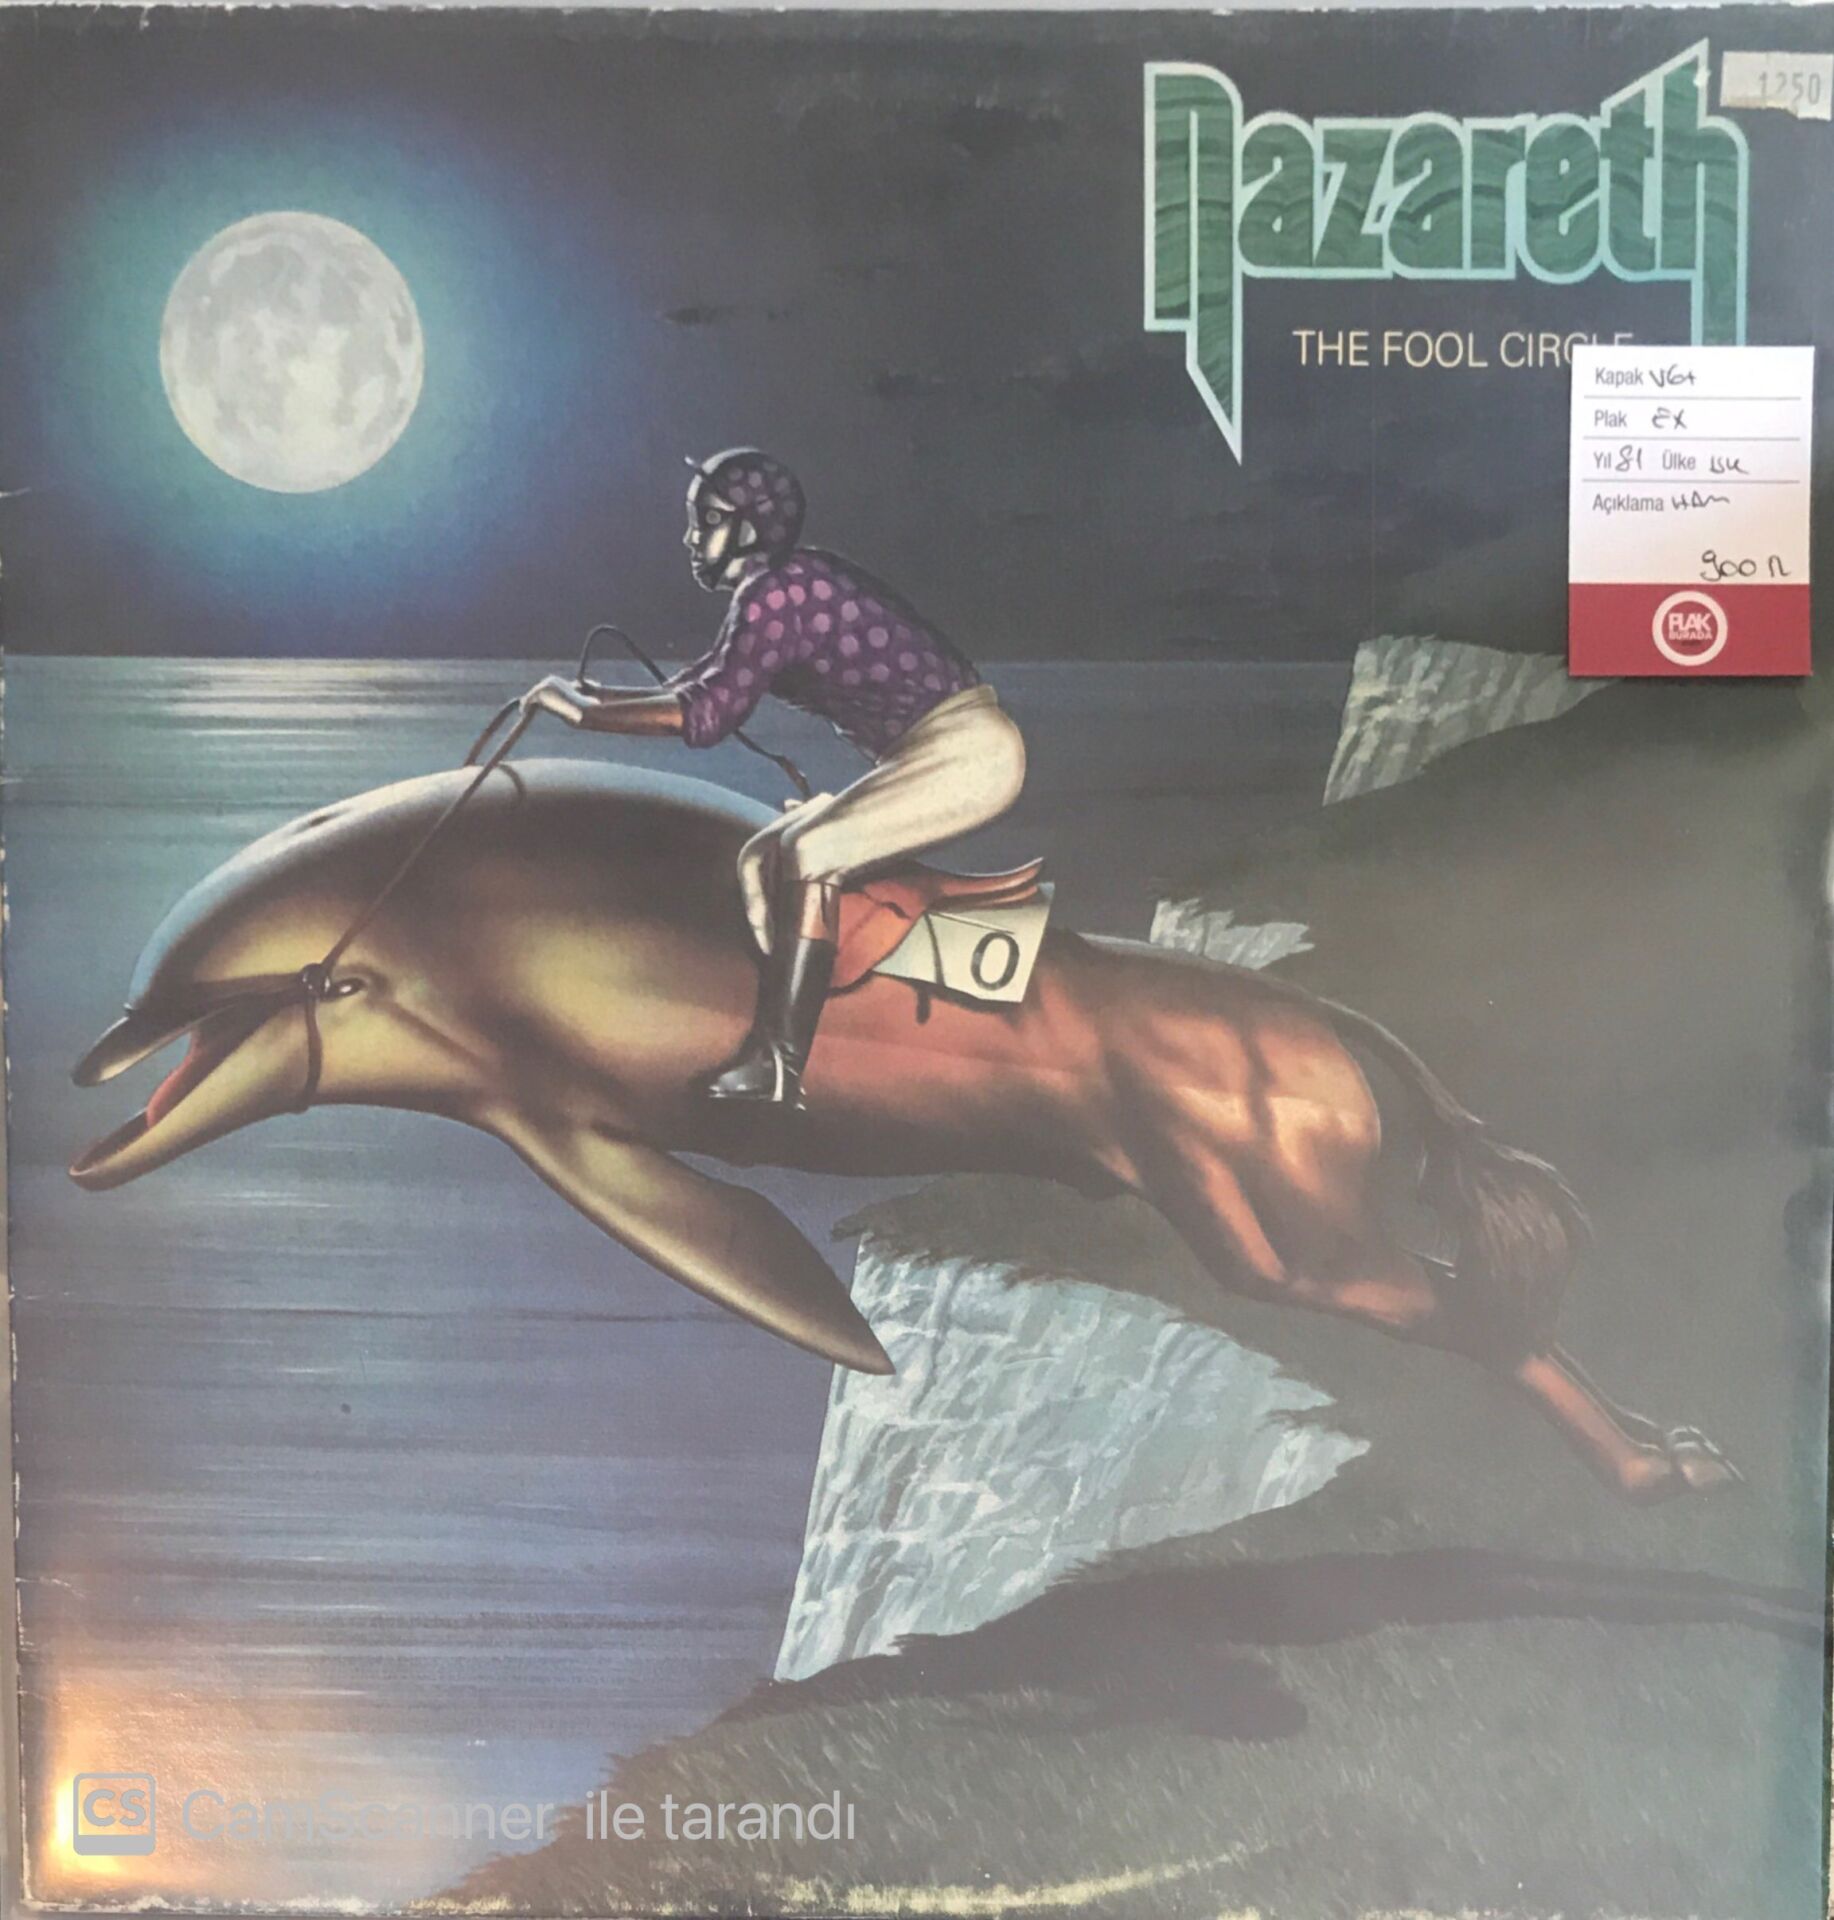 nazareth
1250
THE FOOL CIRCLE
Kapak VG+
Plak EX
Yıl 81 Ülke
Açıklama
900 TL
PLAK
BURADA
0
CS CamScanner ile tarandı